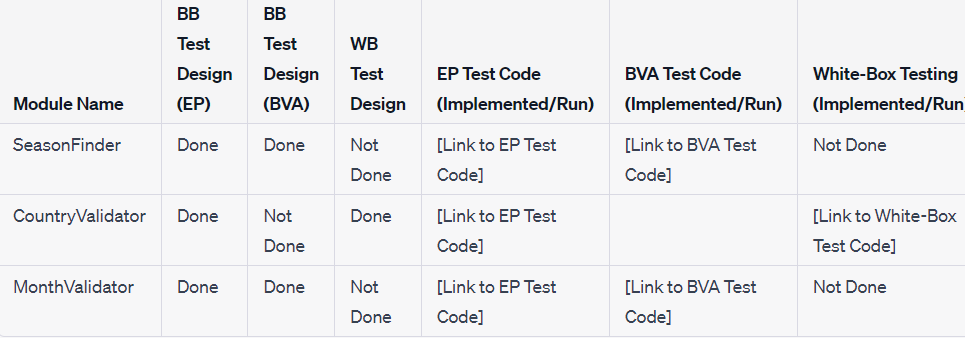 Module Name BB Test Design (EP) BB Test Design (BVA) WB Test Design EP Test Code (Implemented/Run) BVA Test Code (Implemented/Run) White-Box Testing (Implemented/Run)
SeasonFinder Done Done Not Done [Link to EP Test Code] [Link to BVA Test Code] Not Done
CountryValidator Done Not Done Done [Link to EP Test Code] [Link to White-Box Test Code]
MonthValidator Done Done Not Done [Link to EP Test Code] [Link to BVA Test Code] Not Done